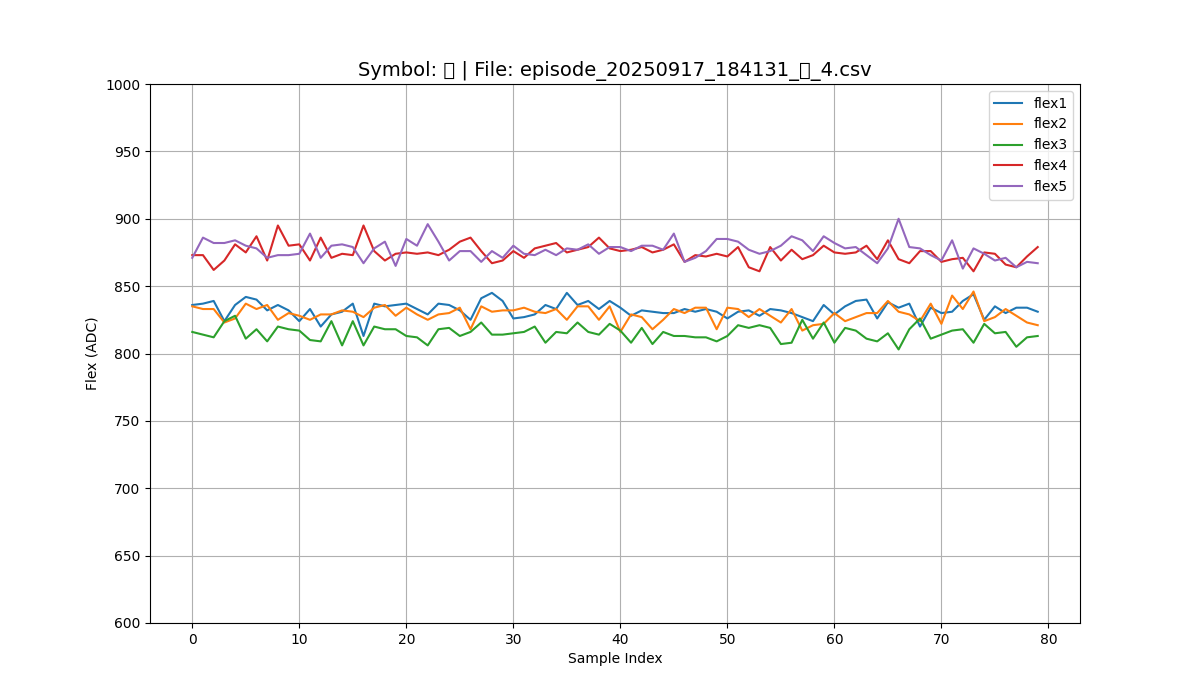 Symbol: | File: episode_20250917_184131_ _4.csv
1000
950
900
850
800
750
700
650
600
Flex (ADC)
0 10 20 30 40 50 60 70 80
Sample Index
flex1
flex2
flex3
flex4
flex5